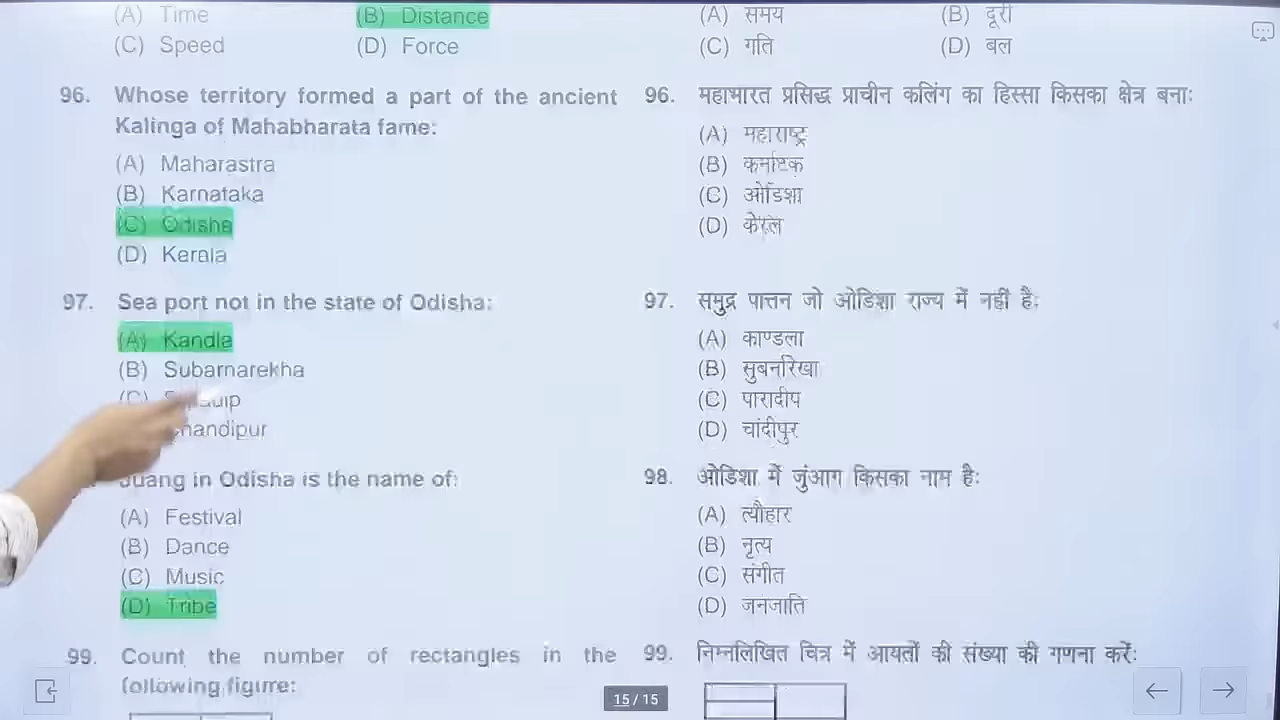 (A) Time (B) Distance
(C) Speed (D) Force
96. Whose territory formed a part of the ancient
Kalinga of Mahabharata fame:
(A) Maharastra
(B) Karnataka
(C) Odisha
(D) Kerala
97. Sea port not in the state of Odisha:
(A) Kandla
(B) Subarnarekha
(C)
handipur
Juang in Odisha is the name of:
(A) Festival
(B) Dance
(C) Music
(D) Tribe
99. Count the number of rectangles in the
following figure:
(A) समय (B) दूरी
(C) गति (D) बल
96. महाभारत प्रसिद्ध प्राचीन कलिंग का हिस्सा किसका क्षेत्र बना:
(A) महाराष्ट्र
(B) कर्नाटक
(C) ओडिशा
(D) केरल
97. समुद्र पात्तन जो ओडिशा राज्य में नहीं है:
(A) काण्डला
(B) सुबनरिखा
(C) पारादीप
(D) चांदीपुर
98. ओडिशा में जुंआग किसका नाम है:
(A) त्यौहार
(B) नृत्य
(C) संगीत
(D) जनजाति
99. निम्नलिखित चित्र में आयतों की संख्या की गणना करें:
15 / 15